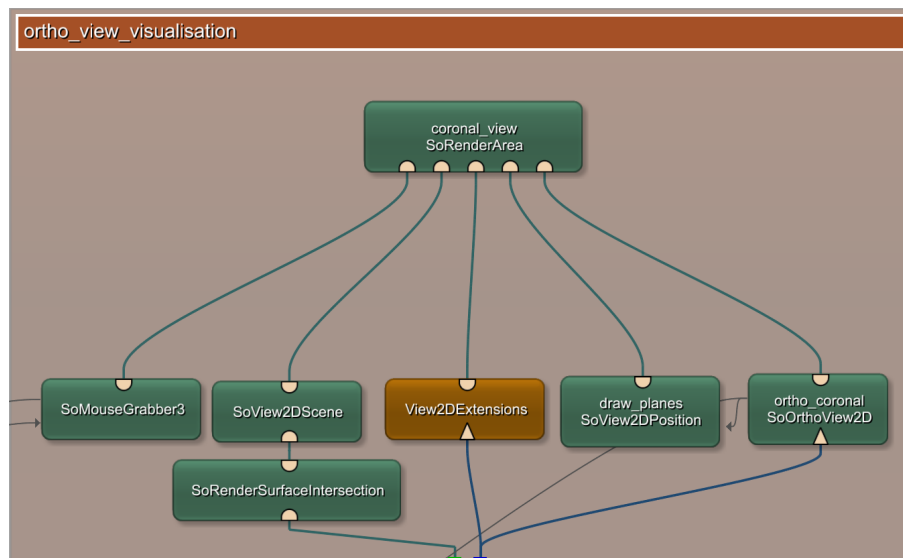 ortho_view_visualisation
coronal_view
SoRenderArea
SoMouseGrabber3
SoView2DScene
View2DExtensions
draw_planes
SoView2DPosition
ortho_coronal
SoOrthoView2D
SoRenderSurfaceIntersection